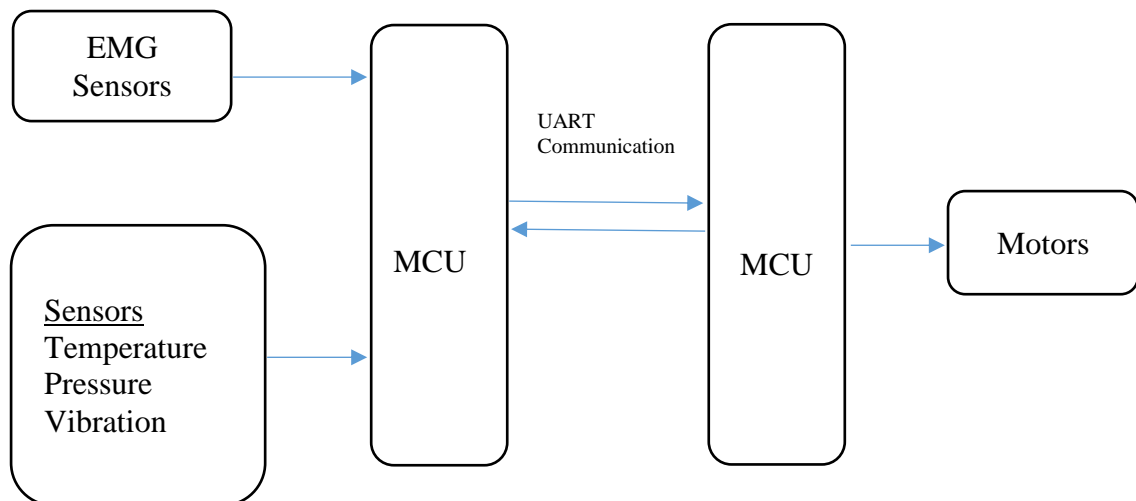 EMG
Sensors
UART
Communication
MCU
MCU
Motors
Sensors
Temperature
Pressure
Vibration